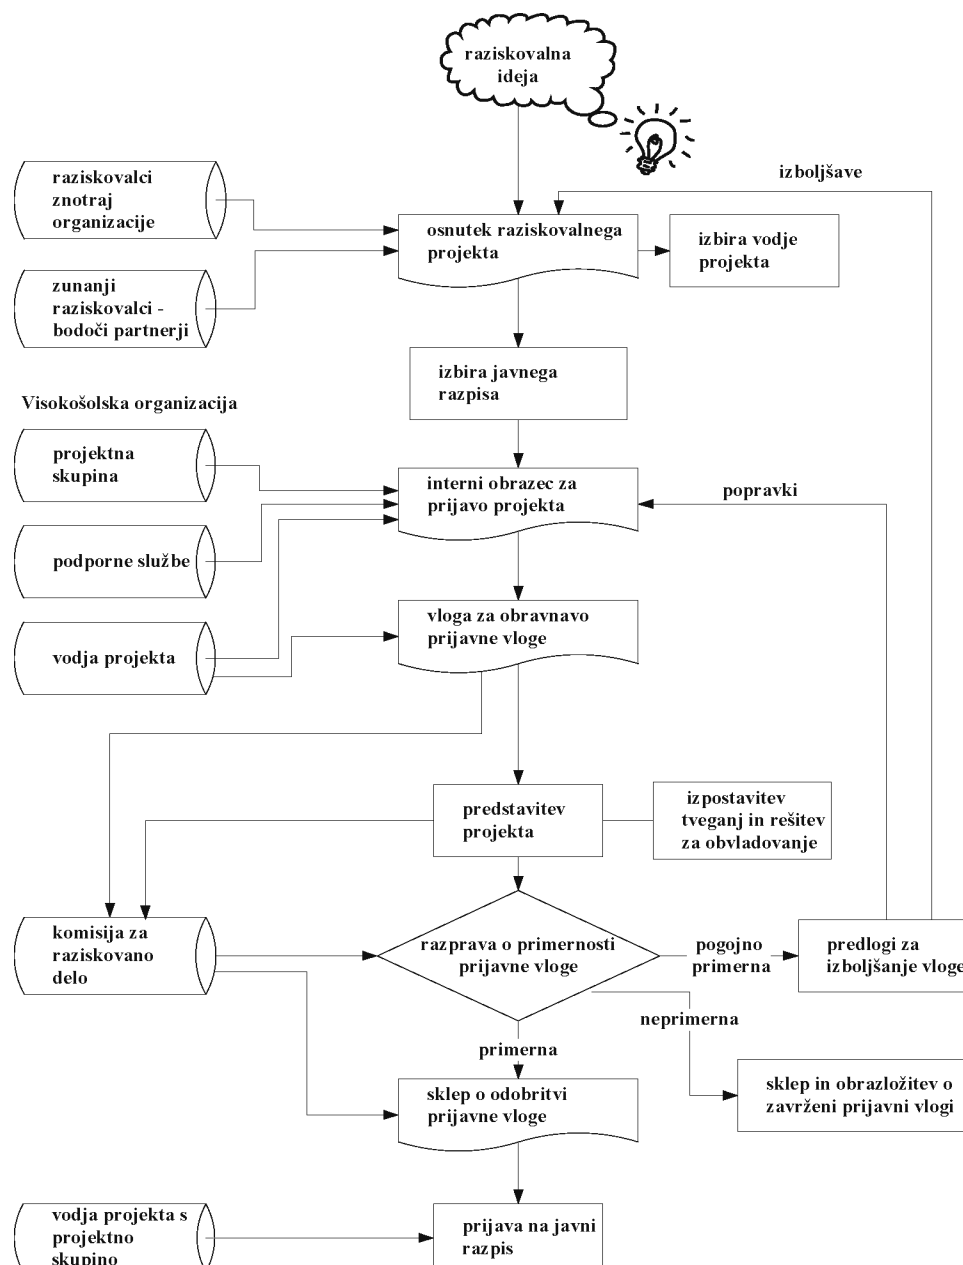 raziskovalna
ideja
izboljšave
raziskovalci
znotraj
organizacije
osnutek raziskovalnega
projekta
izbira vodje
projekta
zunanji
raziskovalci -
bodoči partnerji
izbira javnega
razpisa
Visokošolska organizacija
projektna
skupina
interni obrazec za
prijavo projekta
popravki
podporne službe
vloga za obravnavo
prijavne vloge
vodja projekta
predstavitev
projekta
izpostavitev
tveganj in rešitev
za obvladovanje
komisija za
raziskovano
delo
razprava o primernosti
prijavne vloge
pogojno
primerna
predlogi za
izboljšanje vloge
neprimerna
primerna
sklep o odobritvi
prijavne vloge
sklep in obrazložitev o
zavrženi prijavni vlogi
vodja projekta s
projektno
skupino
prijava na javni
razpis